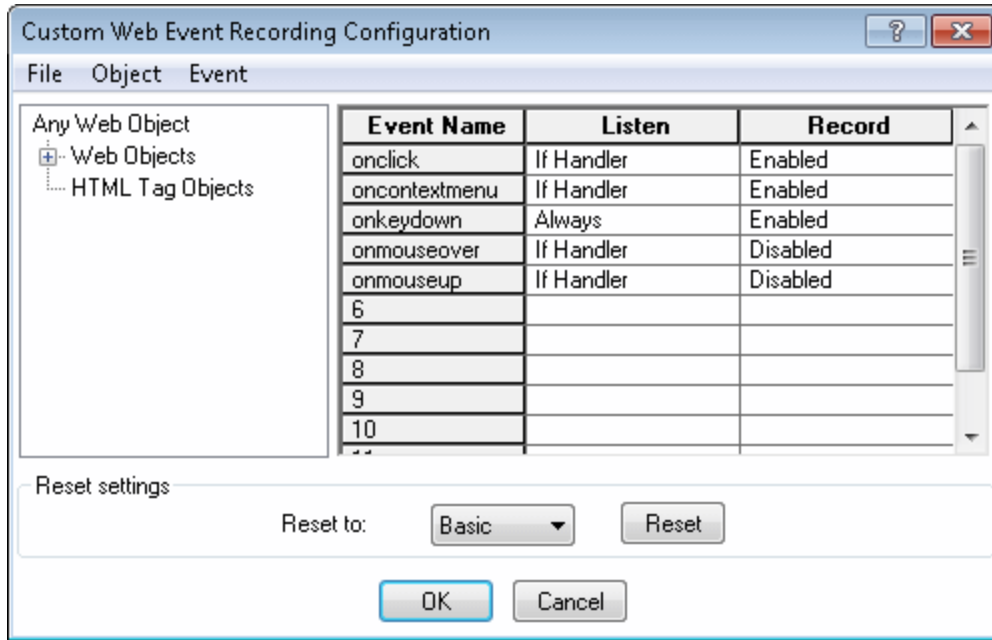 Custom Web Event Recording Configuration
File Object Event
Any Web Object
Web Objects
HTML Tag Objects
Event Name Listen Record
onclick If Handler Enabled
oncontextmenu If Handler Enabled
onkeydown Always Enabled
onmouseover If Handler Disabled
onmouseup If Handler Disabled
6
7
8
9
10
Reset settings
Reset to: Basic Reset
OK Cancel